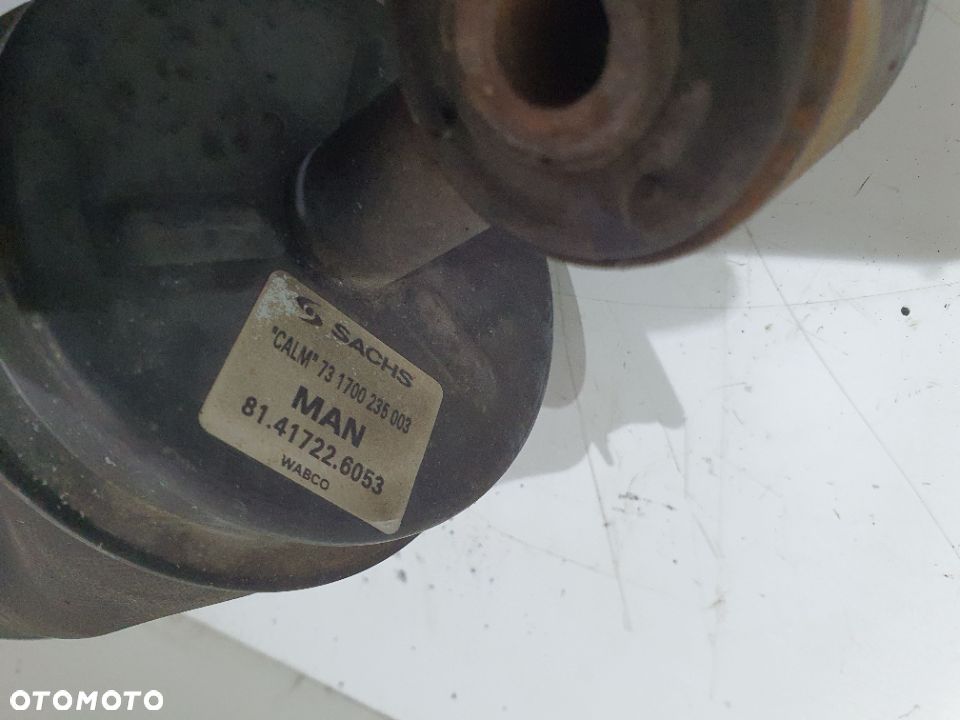 SACHS
"CALM" 73 1700 236 003
MAN
81.41722.6053
WABCO
OTOMOTO